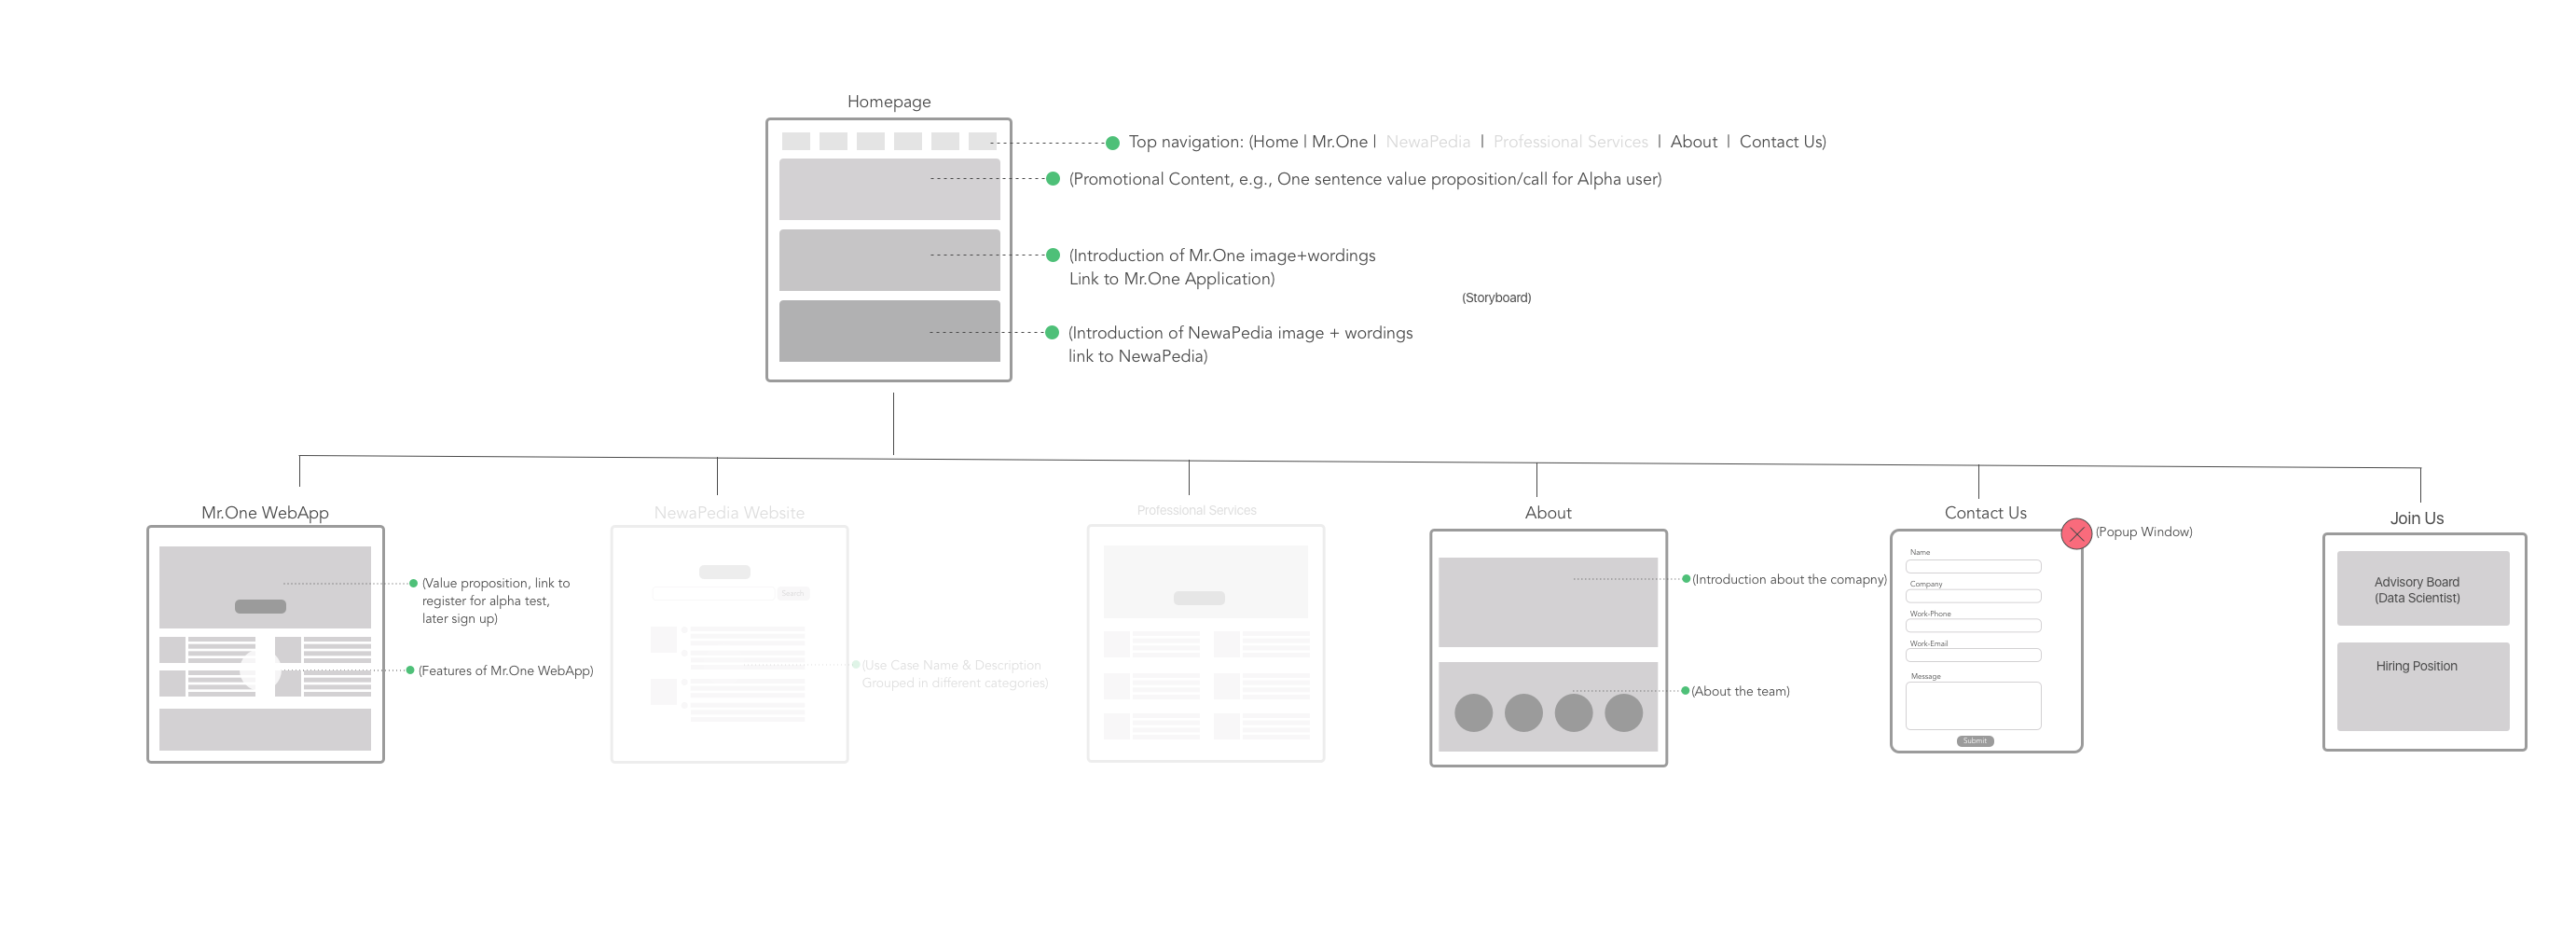 Homepage
Top navigation: (Home | Mr.One | NewaPedia | Professional Services | About | Contact Us)
(Promotional Content, e.g., One sentence value proposition/call for Alpha user)
(Introduction of Mr.One image+wordings
Link to Mr.One Application)
(Storyboard)
(Introduction of NewaPedia image + wordings
link to NewaPedia)
Mr.One WebApp
(Value proposition, link to
register for alpha test,
later sign up)
(Features of Mr.One WebApp)
NewaPedia Website
Search
(Use Case Name & Description
Grouped in different categories)
Professional Services
About
(Introduction about the comapny)
(About the team)
Contact Us
(Popup Window)
Name
Company
Work-Phone
Work-Email
Message
Submit
Join Us
Advisory Board
(Data Scientist)
Hiring Position